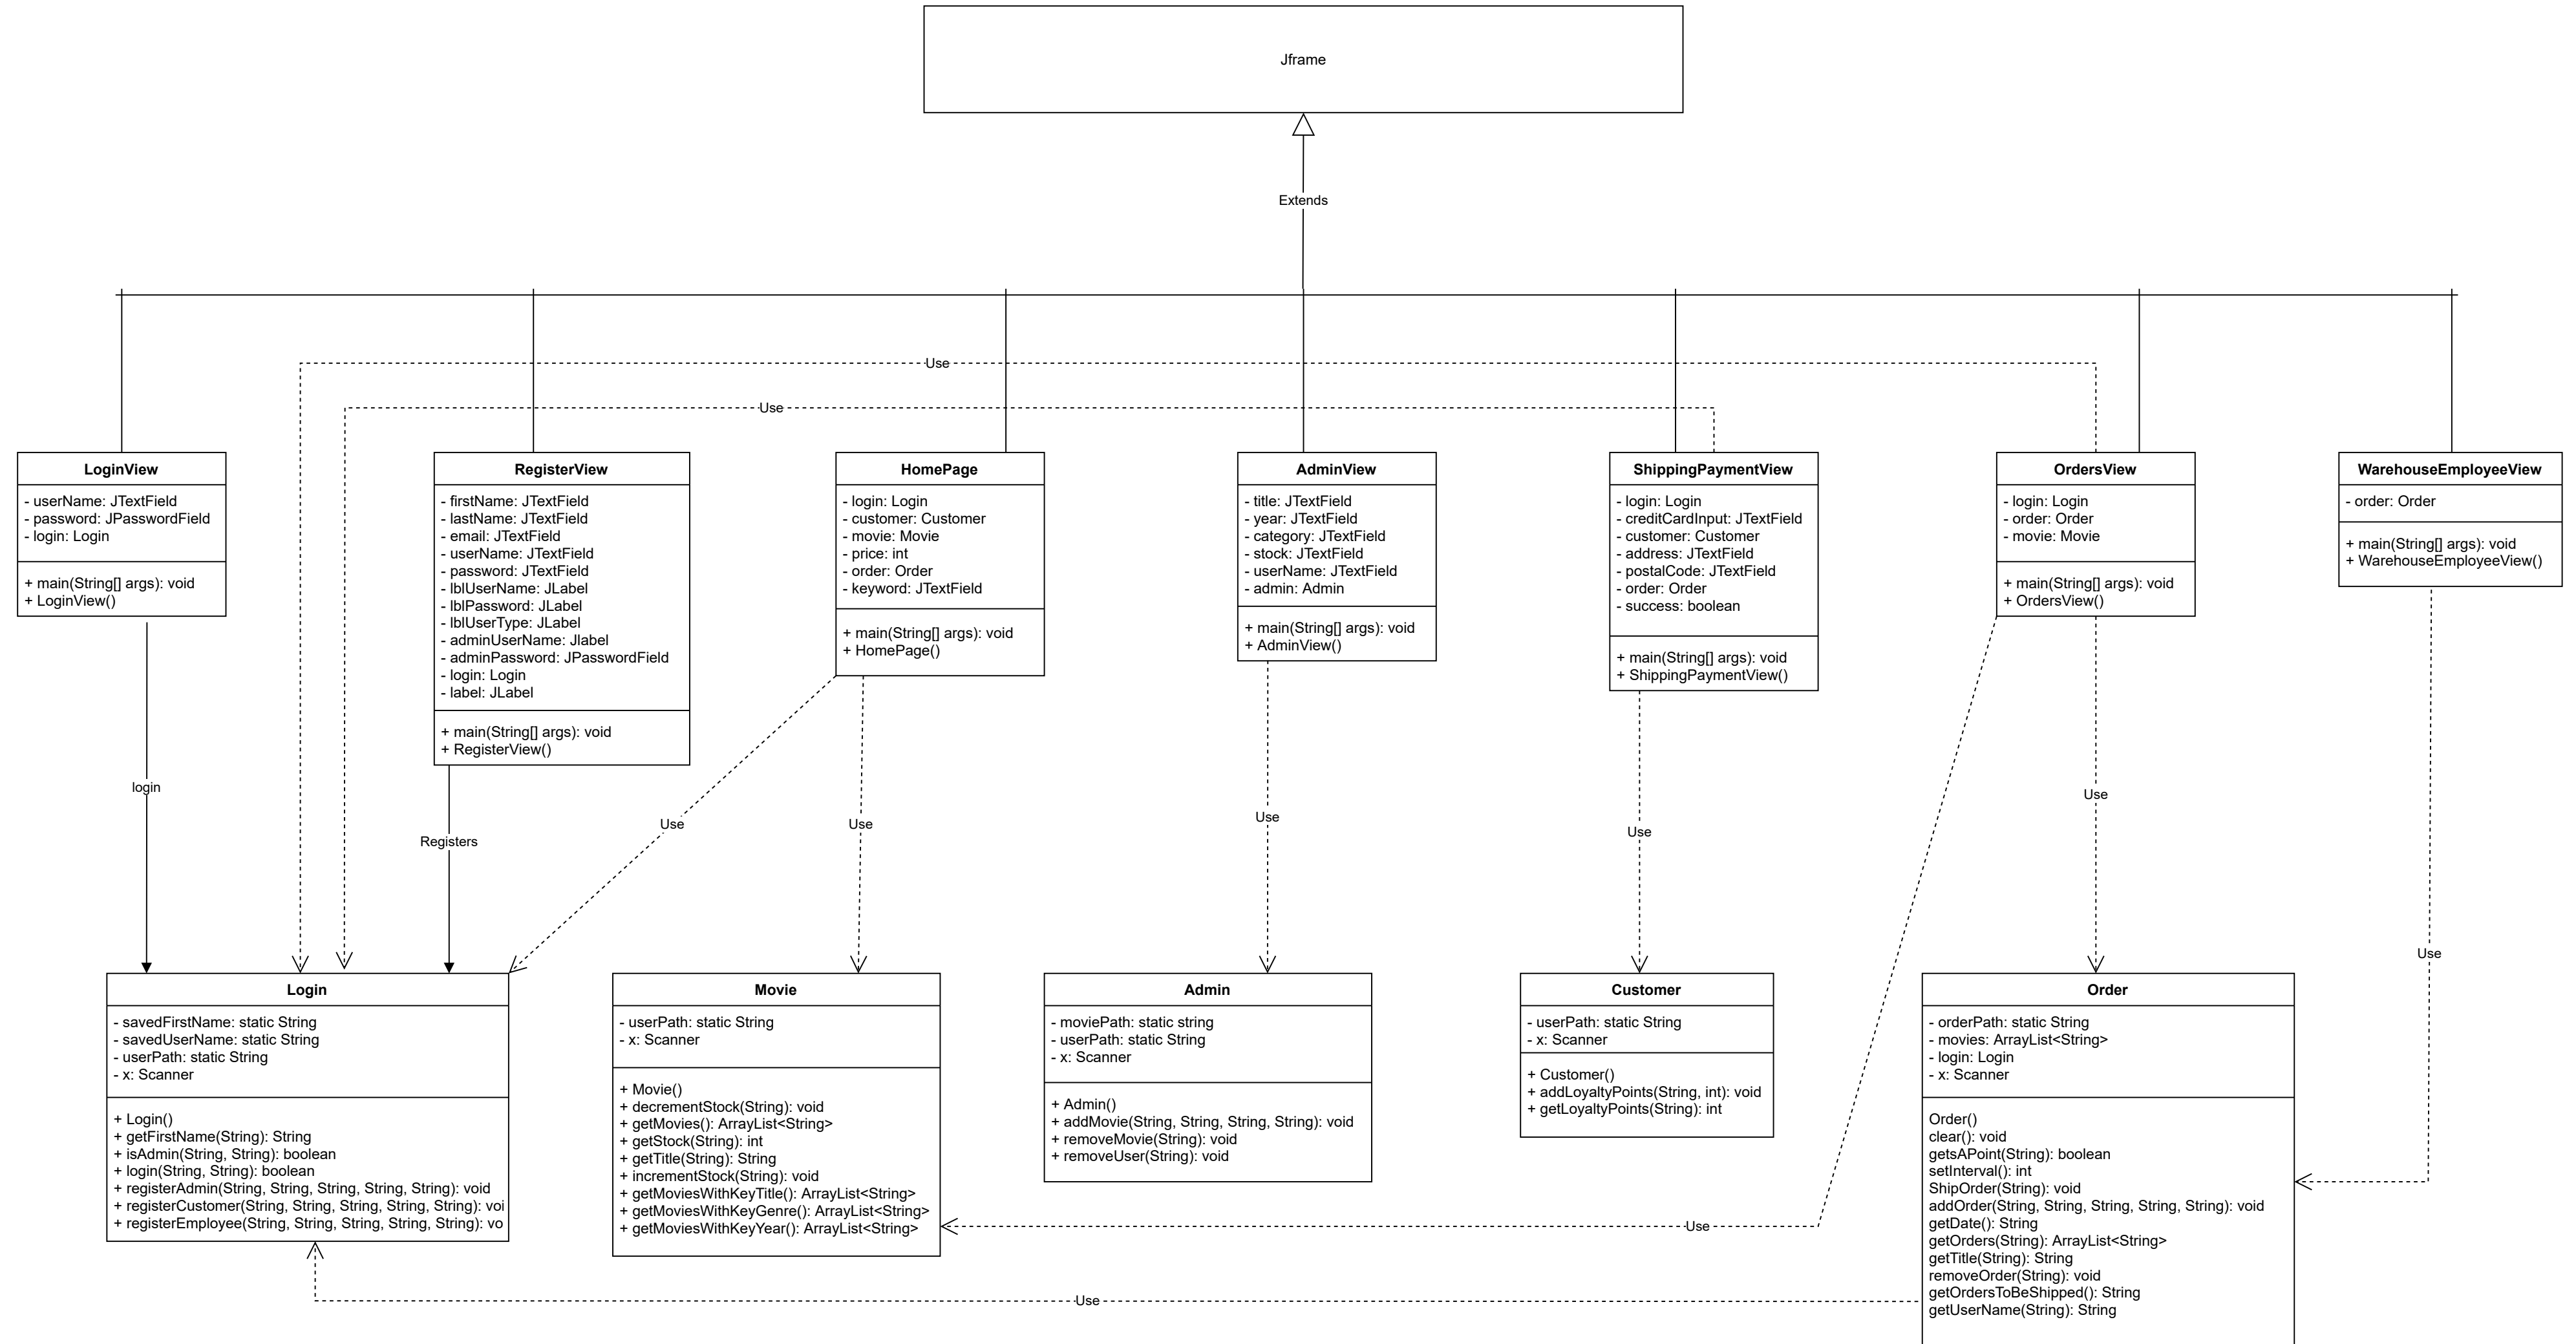 Jframe
Extends
Use
Use
LoginView
- userName: JTextField
- password: JPasswordField
- login: Login
+ main(String[] args): void
+ LoginView()
RegisterView
- firstName: JTextField
- lastName: JTextField
- email: JTextField
- userName: JTextField
- password: JTextField
- lblUserName: JLabel
- lblPassword: JLabel
- lblUserType: JLabel
- adminUserName: Jlabel
- adminPassword: JPasswordField
- login: Login
- label: JLabel
+ main(String[] args): void
+ RegisterView()
HomePage
- login: Login
- customer: Customer
- movie: Movie
- price: int
- order: Order
- keyword: JTextField
+ main(String[] args): void
+ HomePage()
AdminView
- title: JTextField
- year: JTextField
- category: JTextField
- stock: JTextField
- userName: JTextField
- admin: Admin
+ main(String[] args): void
+ AdminView()
ShippingPaymentView
- login: Login
- creditCardInput: JTextField
- customer: Customer
- address: JTextField
- postalCode: JTextField
- order: Order
- success: boolean
+ main(String[] args): void
+ ShippingPaymentView()
OrdersView
- login: Login
- order: Order
- movie: Movie
+ main(String[] args): void
+ OrdersView()
WarehouseEmployeeView
- order: Order
+ main(String[] args): void
+ WarehouseEmployeeView()
login
Registers
Use
Use
Use
Use
Use
Use
Login
- savedFirstName: static String
- savedUserName: static String
- userPath: static String
- x: Scanner
+ Login()
+ getFirstName(String): String
+ isAdmin(String, String): boolean
+ login(String, String): boolean
+ registerAdmin(String, String, String, String, String): void
+ registerCustomer(String, String, String, String, String): voi
+ registerEmployee(String, String, String, String, String): vo
Movie
- userPath: static String
- x: Scanner
+ Movie()
+ decrementStock(String): void
+ getMovies(): ArrayList<String>
+ getStock(String): int
+ getTitle(String): String
+ incrementStock(String): void
+ getMoviesWithKeyTitle(): ArrayList<String>
+ getMoviesWithKeyGenre(): ArrayList<String>
+ getMoviesWithKeyYear(): ArrayList<String>
Admin
- moviePath: static string
- userPath: static String
- x: Scanner
+ Admin()
+ addMovie(String, String, String, String): void
+ removeMovie(String): void
+ removeUser(String): void
Customer
- userPath: static String
- x: Scanner
+ Customer()
+ addLoyaltyPoints(String, int): void
+ getLoyaltyPoints(String): int
Order
- orderPath: static String
- movies: ArrayList<String>
- login: Login
- x: Scanner
Order()
clear(): void
getsAPoint(String): boolean
setInterval(): int
ShipOrder(String): void
addOrder(String, String, String, String, String): void
getDate(): String
getOrders(String): ArrayList<String>
getTitle(String): String
removeOrder(String): void
getOrdersToBeShipped(): String
getUserName(String): String
Use
Use